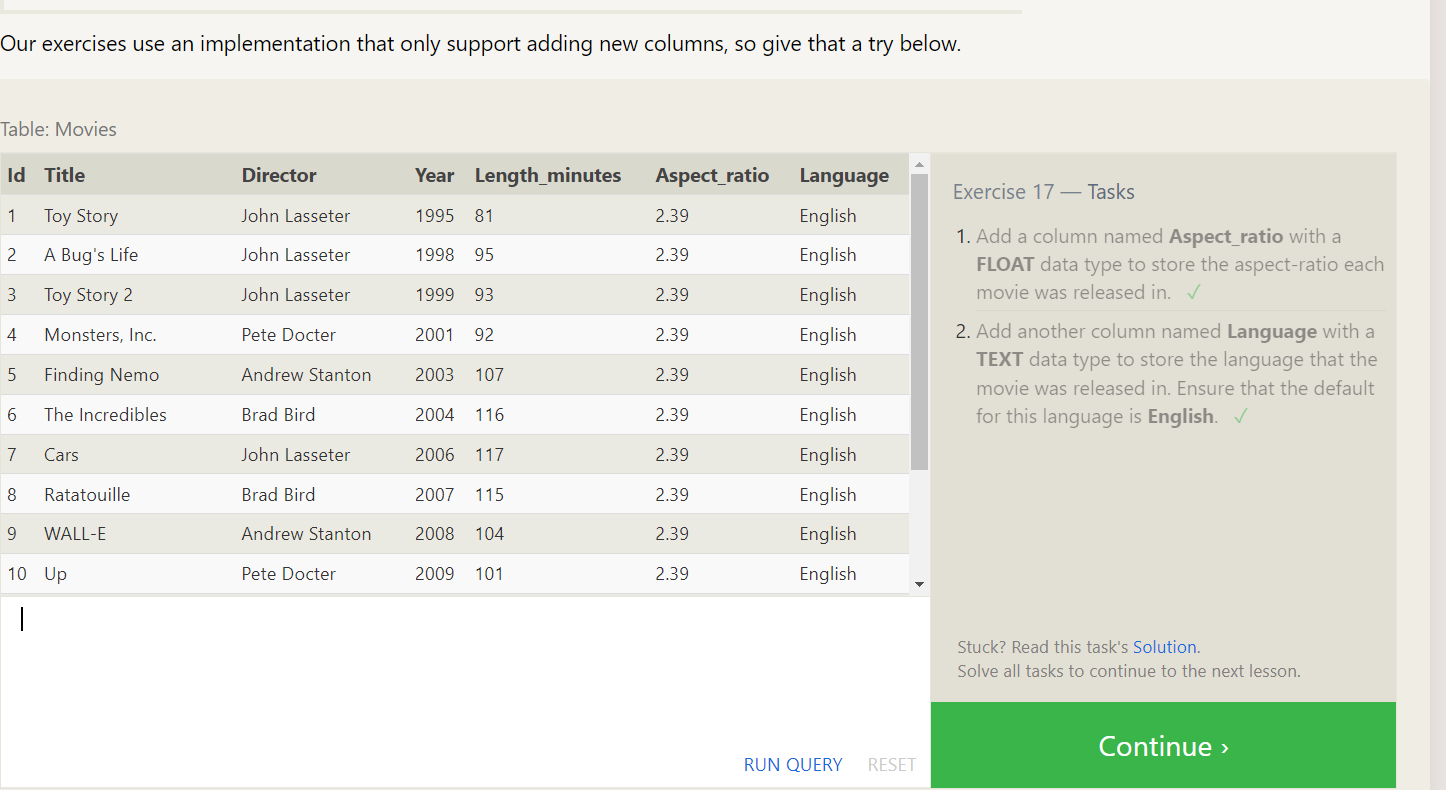 Our exercises use an implementation that only support adding new columns, so give that a try below.
Table: Movies
Id Title Director Year Length_minutes Aspect_ratio Language
1 Toy Story John Lasseter 1995 81 2.39 English
2 A Bug's Life John Lasseter 1998 95 2.39 English
3 Toy Story 2 John Lasseter 1999 93 2.39 English
4 Monsters, Inc. Pete Docter 2001 92 2.39 English
5 Finding Nemo Andrew Stanton 2003 107 2.39 English
6 The Incredibles Brad Bird 2004 116 2.39 English
7 Cars John Lasseter 2006 117 2.39 English
8 Ratatouille Brad Bird 2007 115 2.39 English
9 WALL-E Andrew Stanton 2008 104 2.39 English
10 Up Pete Docter 2009 101 2.39 English
RUN QUERY RESET
Exercise 17 — Tasks
1. Add a column named Aspect_ratio with a
FLOAT data type to store the aspect-ratio each
movie was released in. ✓
2. Add another column named Language with a
TEXT data type to store the language that the
movie was released in. Ensure that the default
for this language is English. ✓
Stuck? Read this task's Solution.
Solve all tasks to continue to the next lesson.
Continue ›